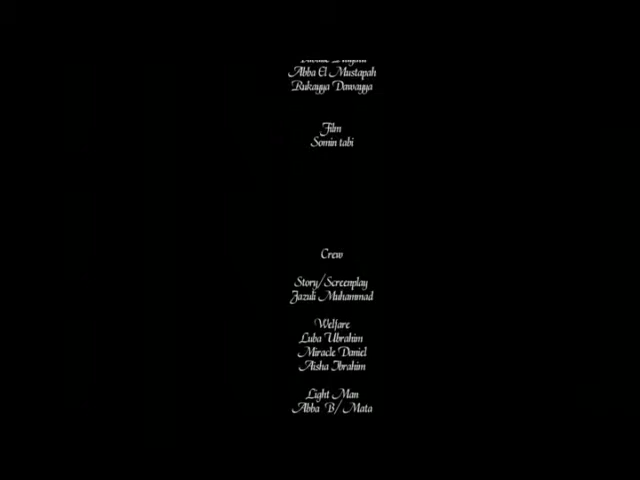 Abba El Mustapah
Rukayya Dawayya
Film
Somin tabi
Crew
Story/Screenplay
Jazuli Muhammad
Welfare
Luba Ubrahim
Miracle Daniel
Aisha Ibrahim
Light Man
Abba B/ Mata